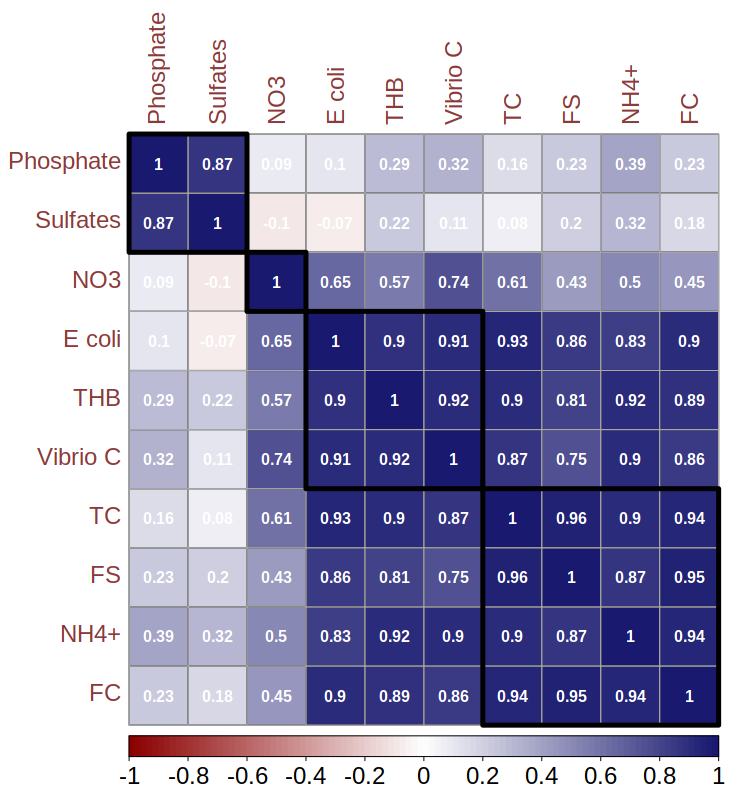 Phosphate Sulfates NO3 E coli THB Vibrio C TC FS NH4+ FC
Phosphate 1 0.87 0.09 0.1 0.29 0.32 0.16 0.23 0.39 0.23
Sulfates 0.87 1 -0.1 -0.07 0.22 0.11 0.08 0.2 0.32 0.18
NO3 0.09 -0.1 1 0.65 0.57 0.74 0.61 0.43 0.5 0.45
E coli 0.1 -0.07 0.65 1 0.9 0.91 0.93 0.86 0.83 0.9
THB 0.29 0.22 0.57 0.9 1 0.92 0.9 0.81 0.92 0.89
Vibrio C 0.32 0.11 0.74 0.91 0.92 1 0.87 0.75 0.9 0.86
TC 0.16 0.08 0.61 0.93 0.9 0.87 1 0.96 0.9 0.94
FS 0.23 0.2 0.43 0.86 0.81 0.75 0.96 1 0.87 0.95
NH4+ 0.39 0.32 0.5 0.83 0.92 0.9 0.9 0.87 1 0.94
FC 0.23 0.18 0.45 0.9 0.89 0.86 0.94 0.95 0.94 1
-1 -0.8 -0.6 -0.4 -0.2 0 0.2 0.4 0.6 0.8 1